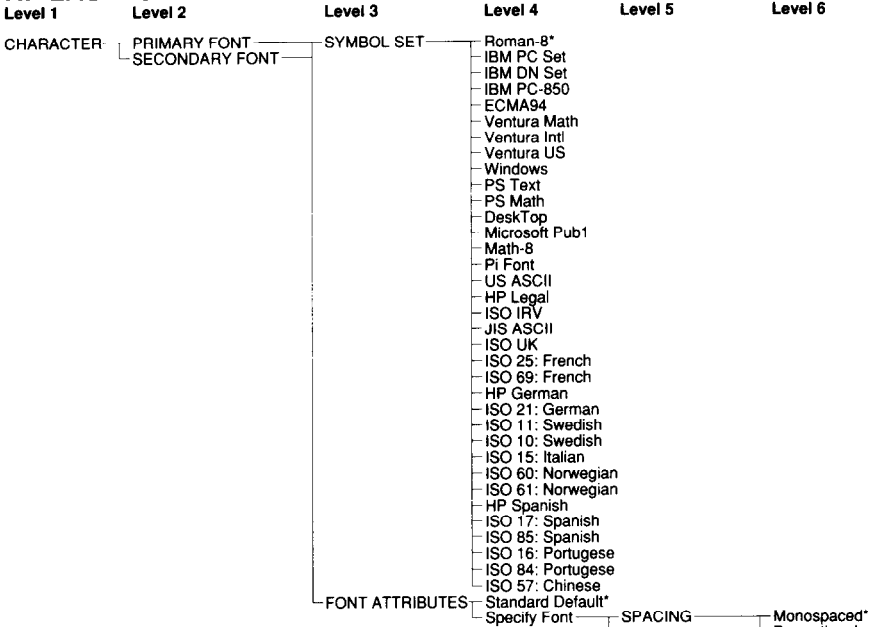 Level 1 Level 2 Level 3 Level 4 Level 5 Level 6
CHARACTER PRIMARY FONT SYMBOL SET Roman-8*
SECONDARY FONT IBM PC Set
IBM DN Set
IBM PC-850
ECMA94
Ventura Math
Ventura Intl
Ventura US
Windows
PS Text
PS Math
DeskTop
Microsoft Pub1
Math-8
Pi Font
US ASCII
HP Legal
ISO IRV
JIS ASCII
ISO UK
ISO 25: French
ISO 69: French
HP German
ISO 21: German
ISO 11: Swedish
ISO 10: Swedish
ISO 15: Italian
ISO 60: Norwegian
ISO 61: Norwegian
HP Spanish
ISO 17: Spanish
ISO 85: Spanish
ISO 16: Portugese
ISO 84: Portugese
ISO 57: Chinese
FONT ATTRIBUTES Standard Default*
Specify Font SPACING Monospaced*